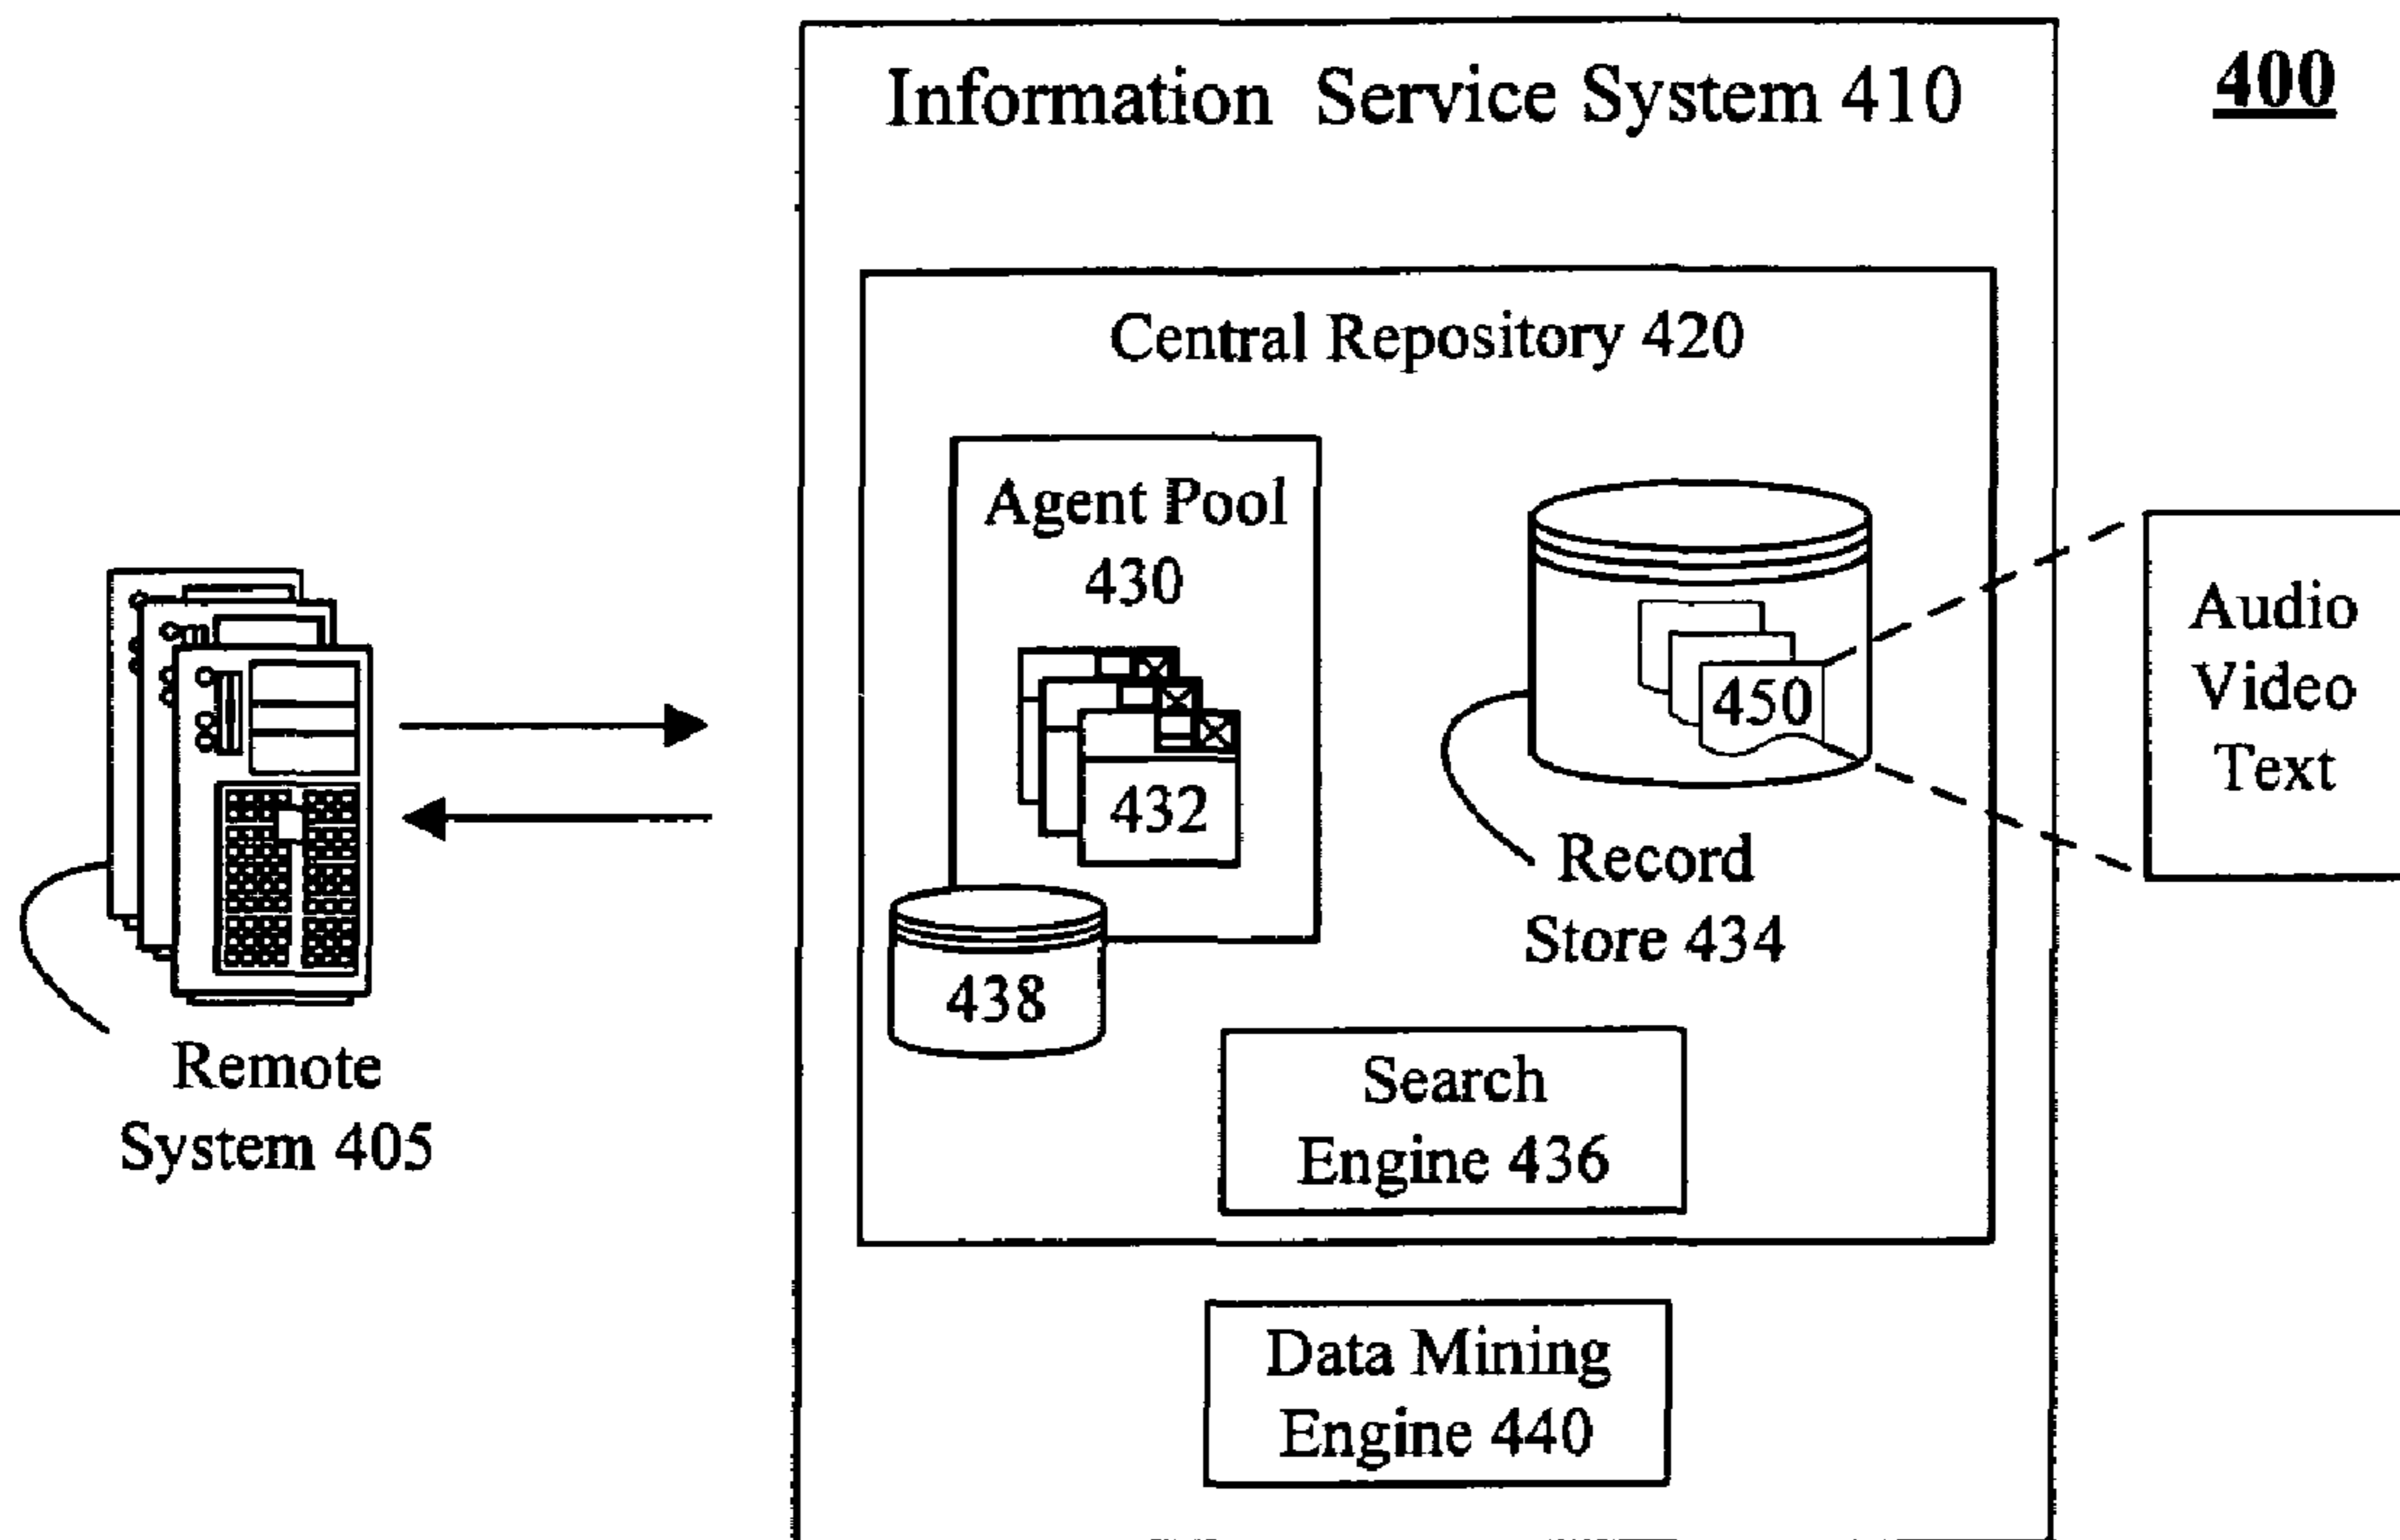 Information Service System 410
400
Central Repository 420
Agent Pool
430
432
438
450
Record
Store 434
Audio
Video
Text
Remote
System 405
Search
Engine 436
Data Mining
Engine 440